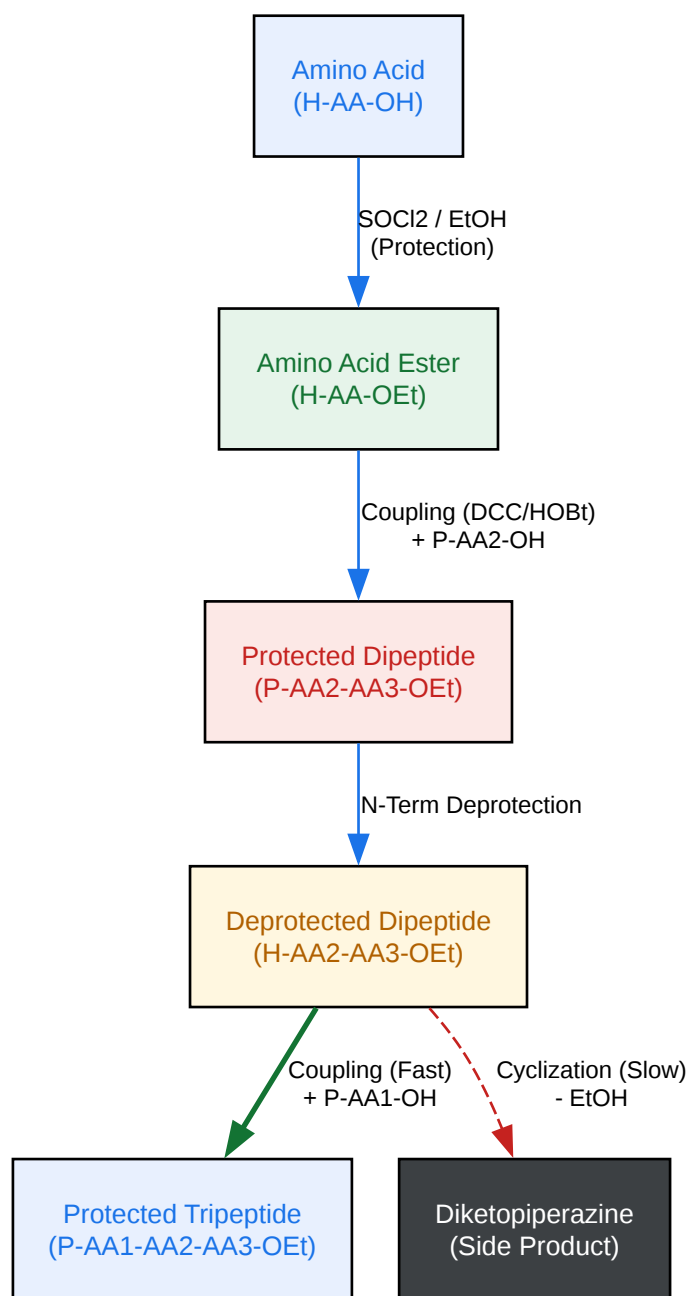 Amino Acid
(H-AA-OH)
SOCl2 / EtOH
(Protection)
Amino Acid Ester
(H-AA-OEt)
Coupling (DCC/HOBt)
+ P-AA2-OH
Protected Dipeptide
(P-AA2-AA3-OEt)
N-Term Deprotection
Deprotected Dipeptide
(H-AA2-AA3-OEt)
Coupling (Fast)
+ P-AA1-OH
Cyclization (Slow)
- EtOH
Protected Tripeptide
(P-AA1-AA2-AA3-OEt)
Diketopiperazine
(Side Product)